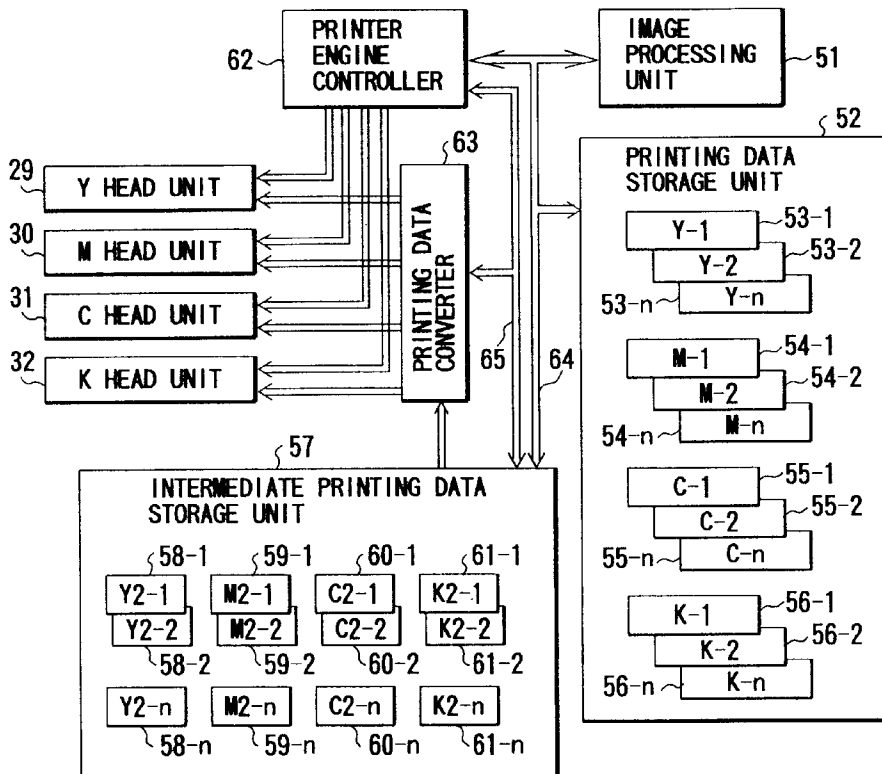 62
PRINTER
ENGINE
CONTROLLER
IMAGE
PROCESSING
UNIT
51
52
63
29
Y HEAD UNIT
30
M HEAD UNIT
31
C HEAD UNIT
32
K HEAD UNIT
PRINTING DATA
CONVERTER
65
64
PRINTING DATA
STORAGE UNIT
Y-1
53-1
Y-2
53-2
53-n
Y-n
M-1
54-1
M-2
54-2
54-n
M-n
C-1
55-1
C-2
55-2
55-n
C-n
K-1
56-1
K-2
56-2
56-n
K-n
57
INTERMEDIATE PRINTING DATA
STORAGE UNIT
58-1 59-1 60-1 61-1
Y2-1 M2-1 C2-1 K2-1
Y2-2 M2-2 C2-2 K2-2
58-2 59-2 60-2 61-2
Y2-n M2-n C2-n K2-n
58-n 59-n 60-n 61-n